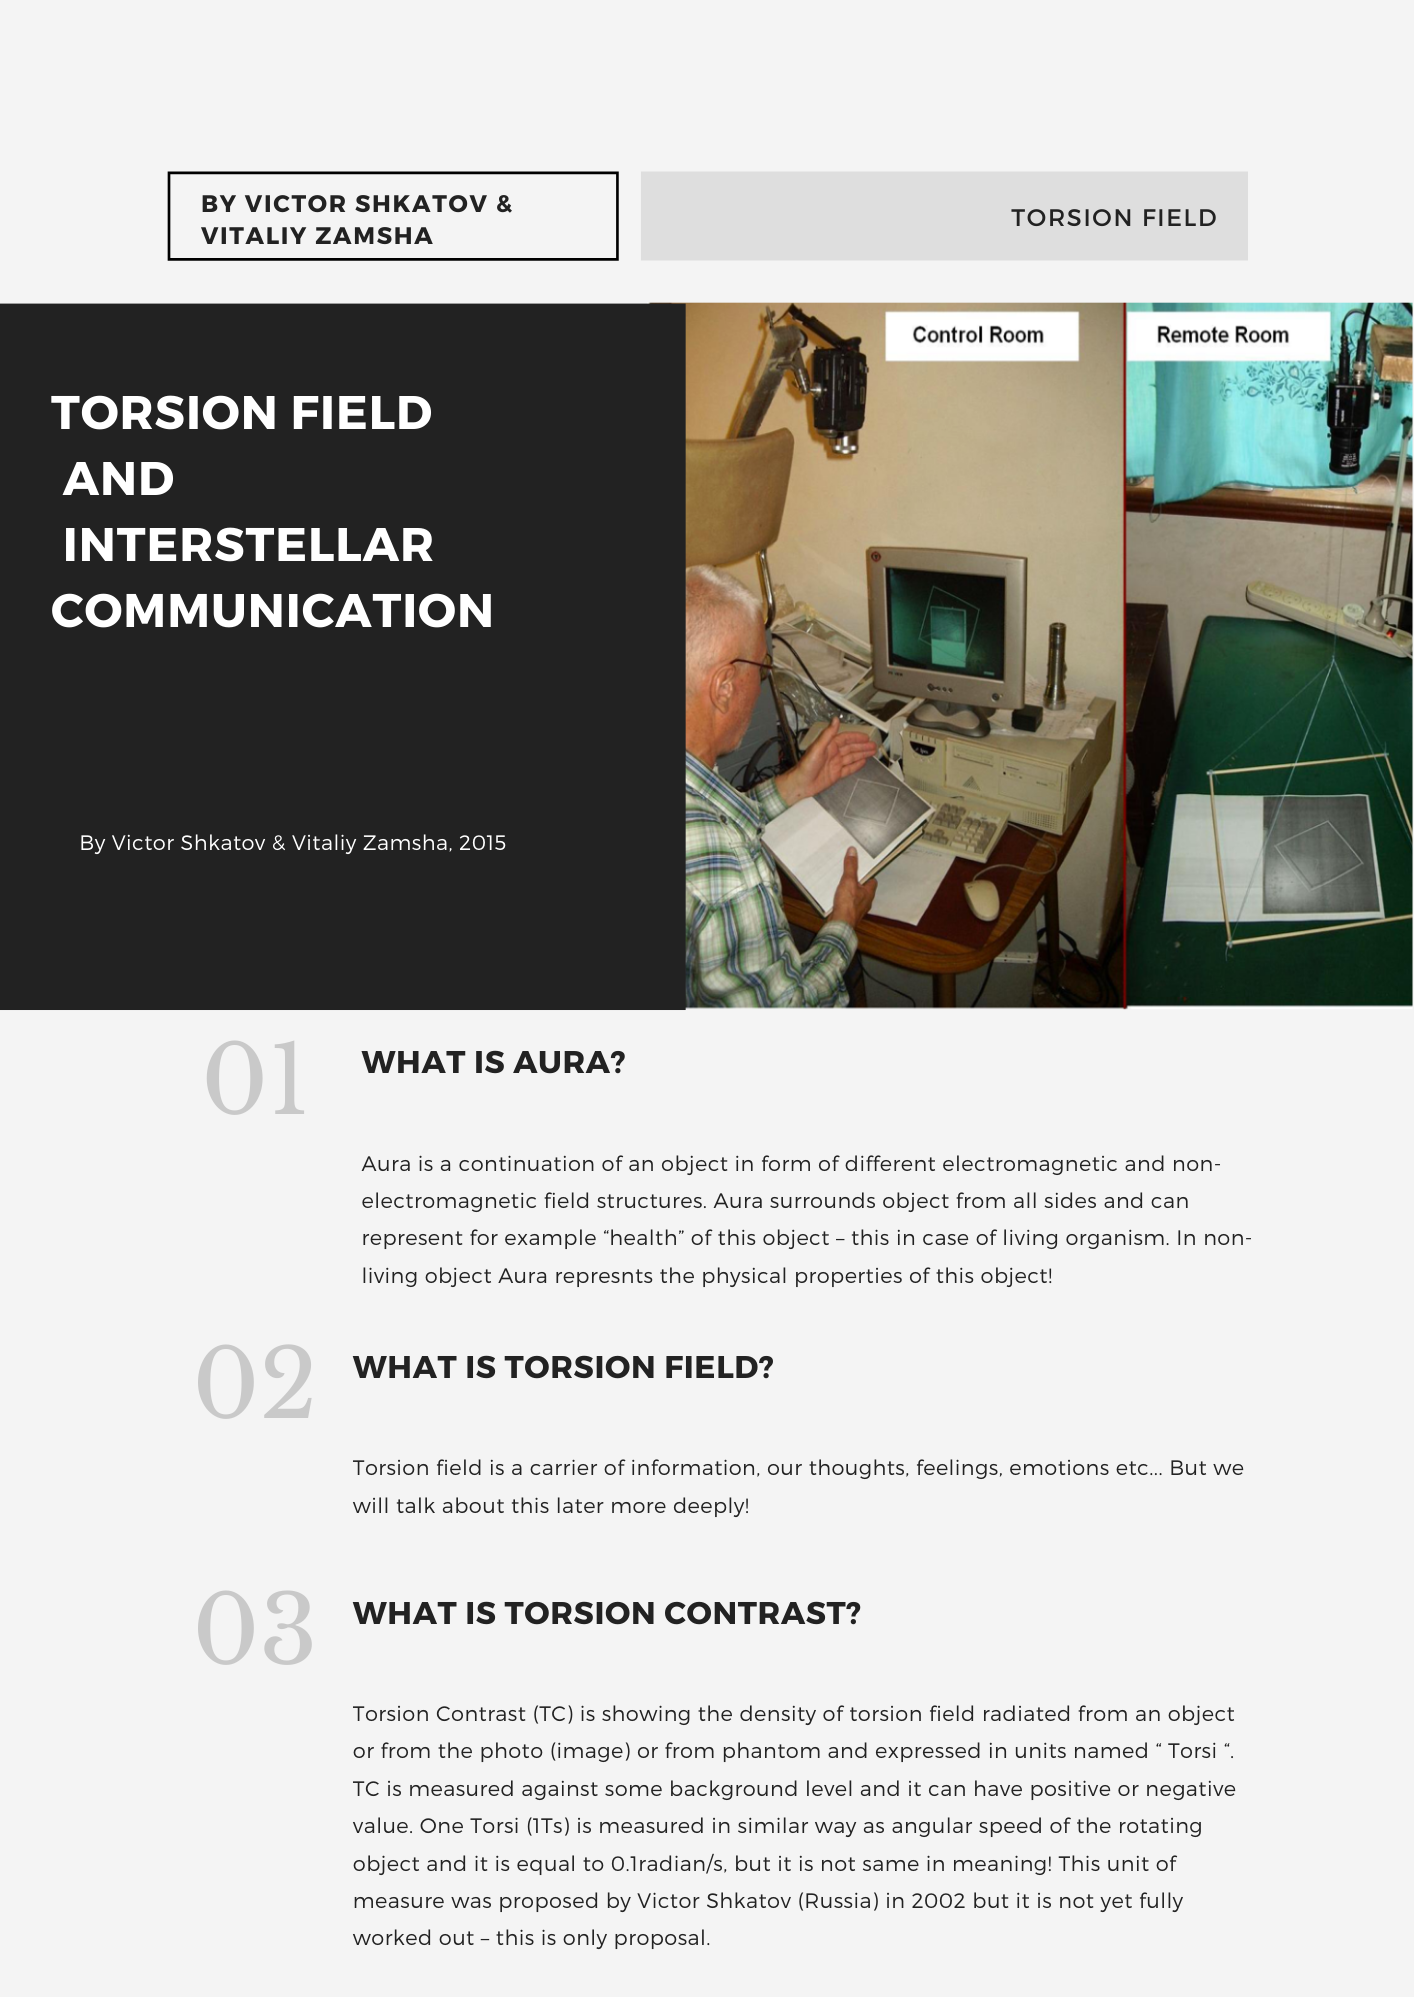 BY VICTOR SHKATOV &
VITALIY ZAMSHA
TORSION FIELD
Control Room
Remote Room
TORSION FIELD
AND
INTERSTELLAR
COMMUNICATION
By Victor Shkatov & Vitaliy Zamsha, 2015
01
WHAT IS AURA?
Aura is a continuation of an object in form of different electromagnetic and non-
electromagnetic field structures. Aura surrounds object from all sides and can
represent for example “health” of this object – this in case of living organism. In non-
living object Aura represnts the physical properties of this object!
02
WHAT IS TORSION FIELD?
Torsion field is a carrier of information, our thoughts, feelings, emotions etc... But we
will talk about this later more deeply!
03
WHAT IS TORSION CONTRAST?
Torsion Contrast (TC) is showing the density of torsion field radiated from an object
or from the photo (image) or from phantom and expressed in units named “ Torsi “.
TC is measured against some background level and it can have positive or negative
value. One Torsi (1Ts) is measured in similar way as angular speed of the rotating
object and it is equal to 0.1radian/s, but it is not same in meaning! This unit of
measure was proposed by Victor Shkatov (Russia) in 2002 but it is not yet fully
worked out – this is only proposal.